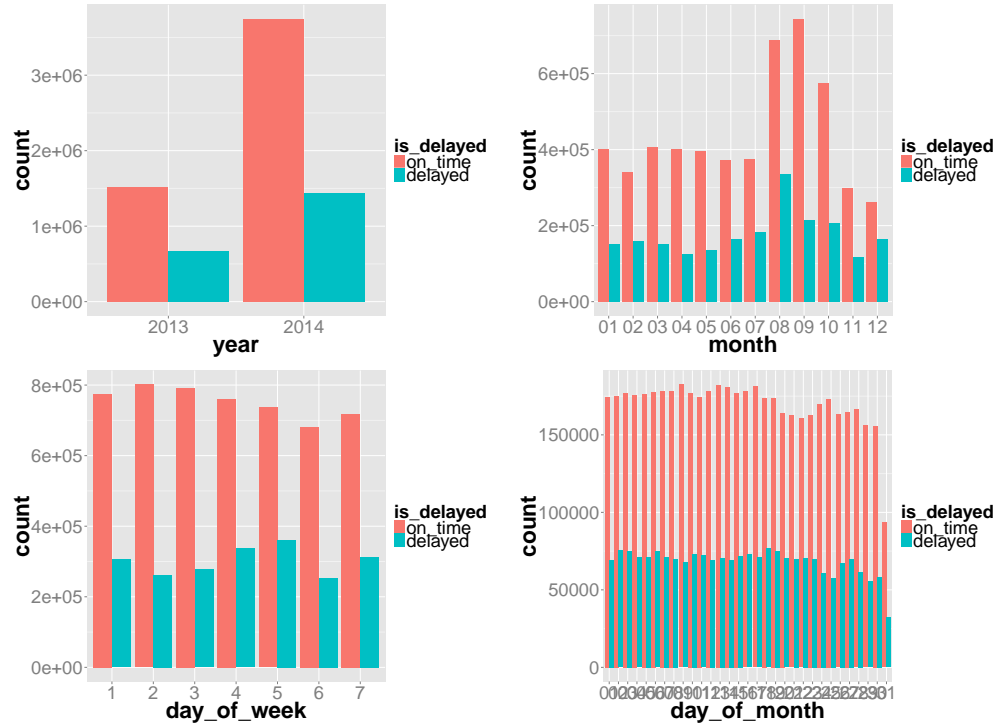 count
3e+06
2e+06
1e+06
0e+00
2013 2014
year
is_delayed
on_time
delayed
count
6e+05
4e+05
2e+05
0e+00
01 02 03 04 05 06 07 08 09 10 11 12
month
is_delayed
on_time
delayed
count
8e+05
6e+05
4e+05
2e+05
0e+00
1 2 3 4 5 6 7
day_of_week
is_delayed
on_time
delayed
count
150000
100000
50000
0
day_of_month
is_delayed
on_time
delayed